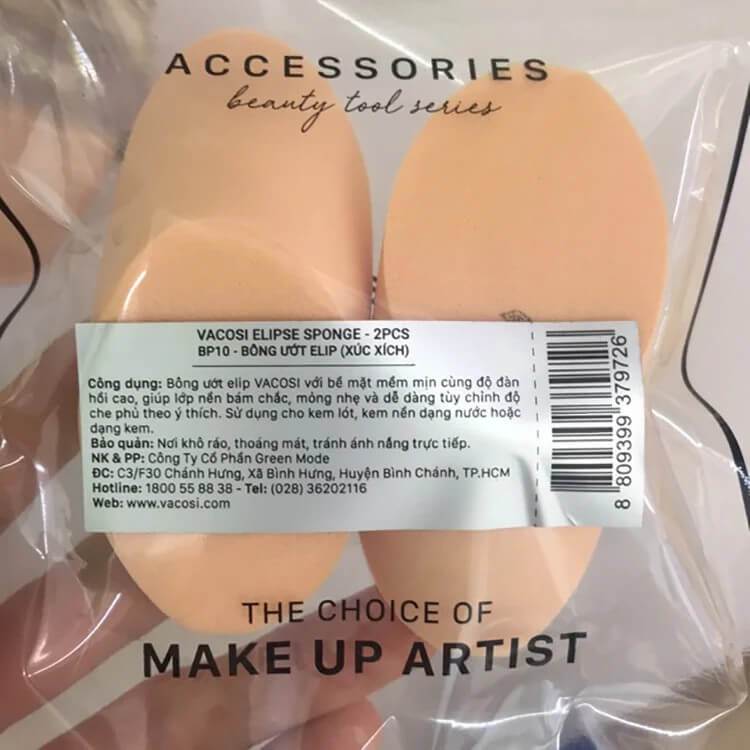 ACCESSORIES
beauty tool series
VACOSI ELIPSE SPONGE - 2PCS
BP10 - BÔNG ƯỚT ELIP (XÚC XÍCH)
Công dụng: Bông ướt elip VACOSI với bề mặt mềm mịn cùng độ đàn
hồi cao, giúp lớp nền bám chắc, mỏng nhẹ và dễ dàng tùy chỉnh độ
che phủ theo ý thích. Sử dụng cho kem lót, kem nền dạng nước hoặc
dạng kem.
Bảo quản: Nơi khô ráo, thoáng mát, tránh ánh nắng trực tiếp.
NK & PP: Công Ty Cổ Phần Green Mode
ĐC: C3/F30 Chánh Hưng, Xã Bình Hưng, Huyện Bình Chánh, TP.HCM
Hotline: 1800 55 88 38 - Tel: (028) 36202116
Web: www.vacosi.com
8 809399 379726
THE CHOICE OF
MAKE UP ARTIST